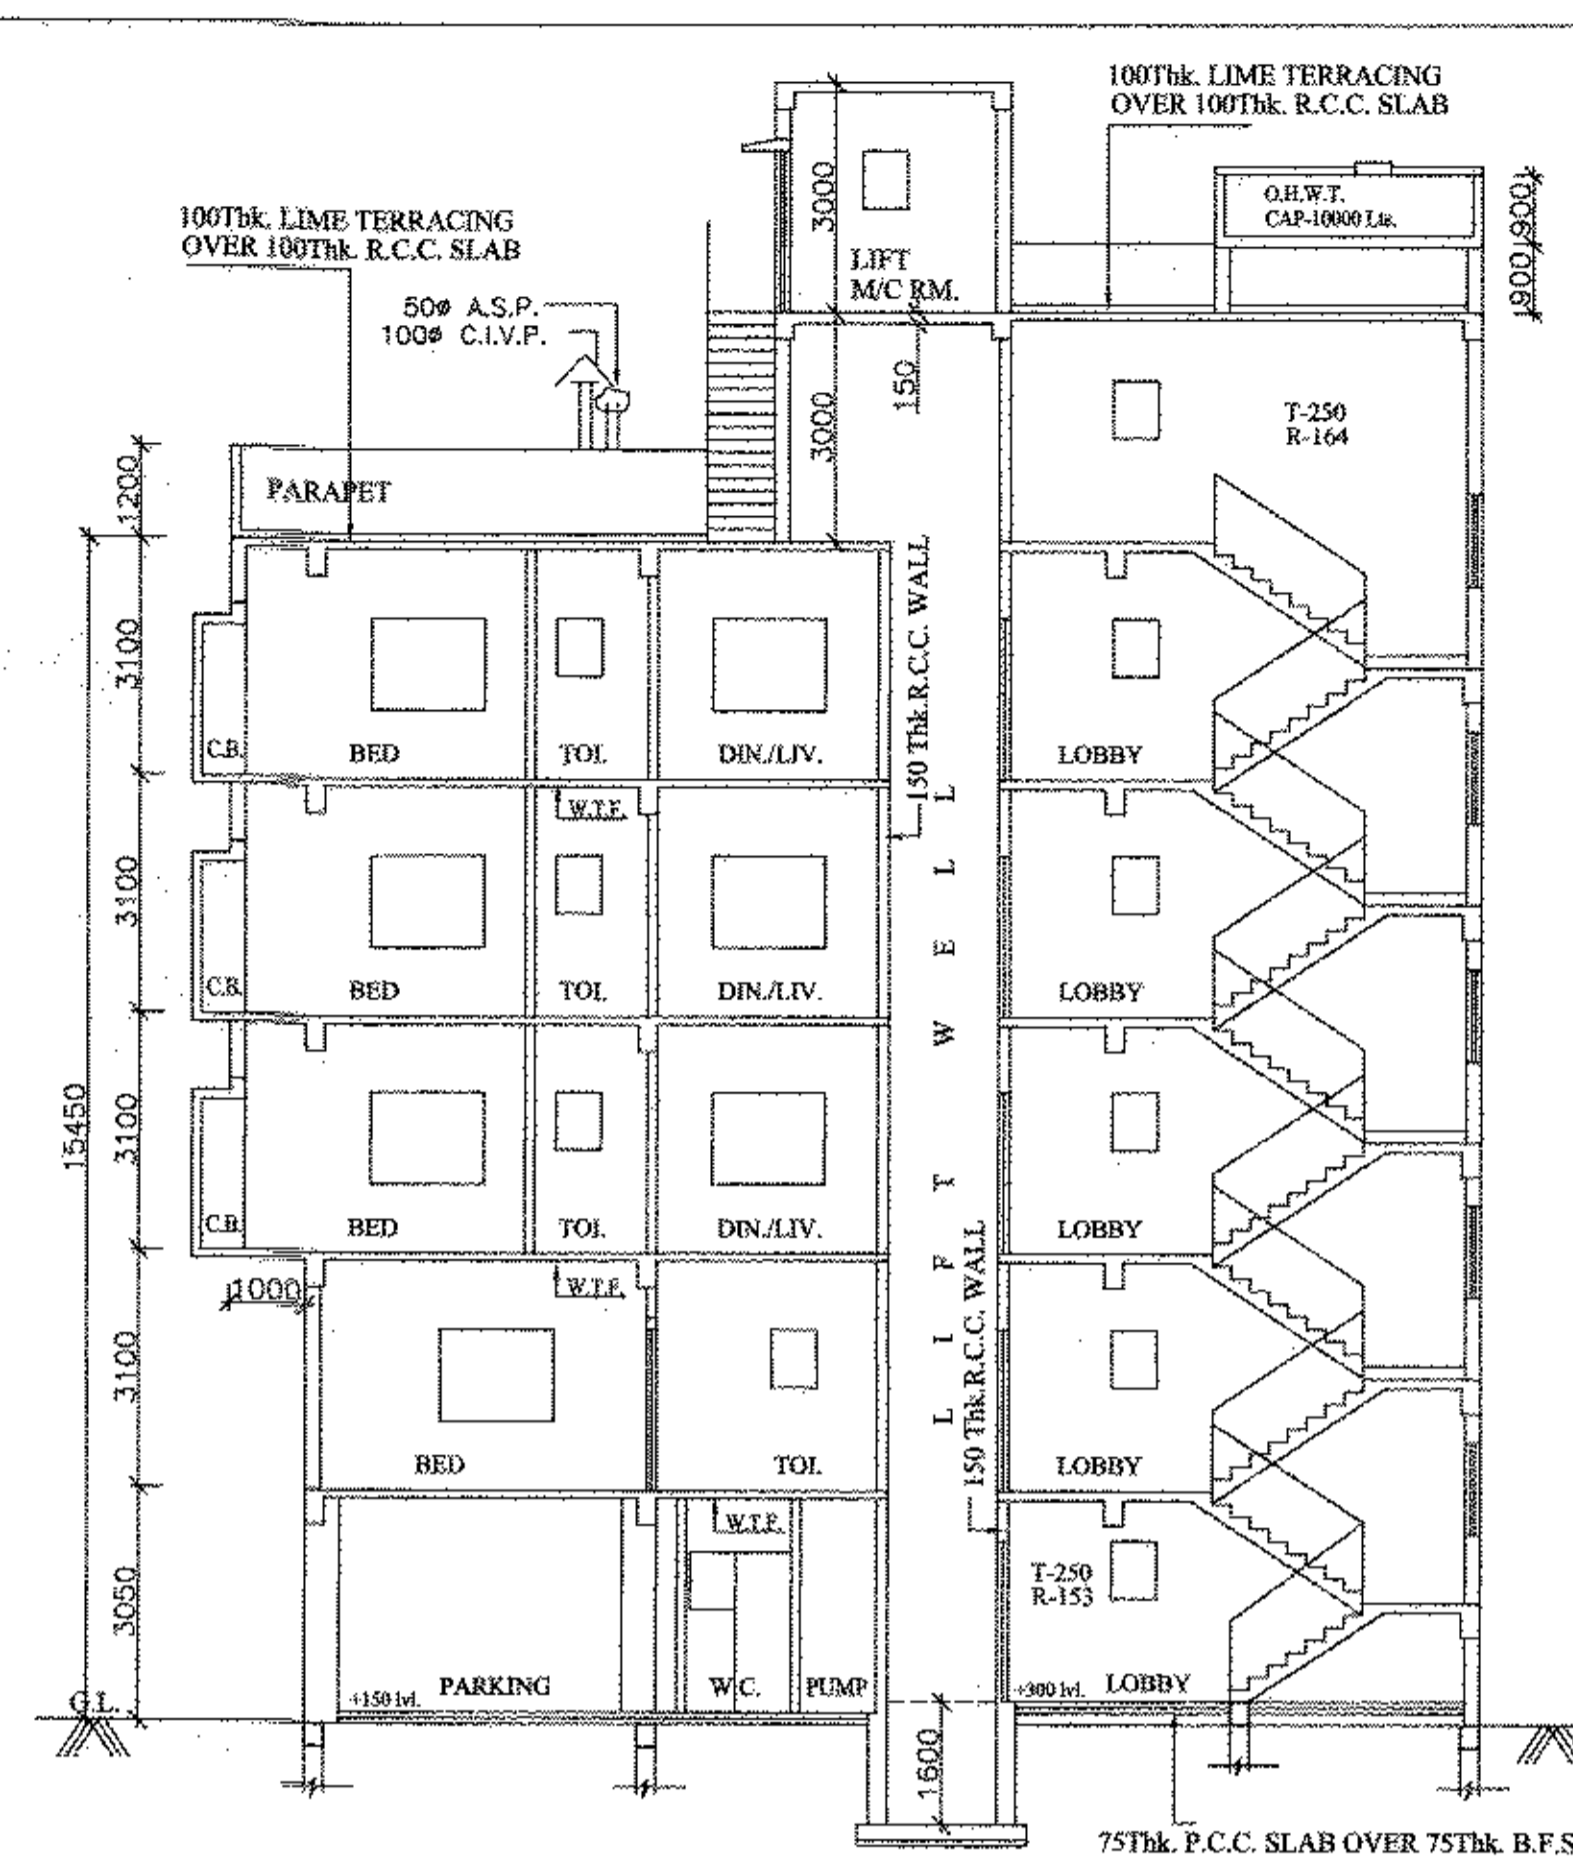 100Thk. LIME TERRACING
OVER 100Thk. R.C.C. SLAB
100Thk. LIME TERRACING
OVER 100Thk. R.C.C. SLAB
50ø A.S.P.
100ø C.I.V.P.
3000
LIFT
M/C RM.
O.H.W.T.
CAP-10000 Ltr.
1900
150
3000
T-250
R-164
PARAPET
1200
3100
C.B.
BED
TOI.
DIN./LIV.
150 Thk.R.C.C. WALL
LOBBY
W.T.F.
3100
C.B.
BED
TOI.
DIN./LIV.
LIFT WELL
LOBBY
3100
C.B.
BED
TOI.
DIN./LIV.
LOBBY
15450
1000
W.T.F.
3100
BED
TOI.
150 Thk.R.C.C. WALL
LOBBY
W.T.F.
T-250
R-153
3050
G.L.
+150 lvl.
PARKING
W.C.
PUMP
+300 lvl.
LOBBY
1600
75Thk. P.C.C. SLAB OVER 75Thk. B.F.S